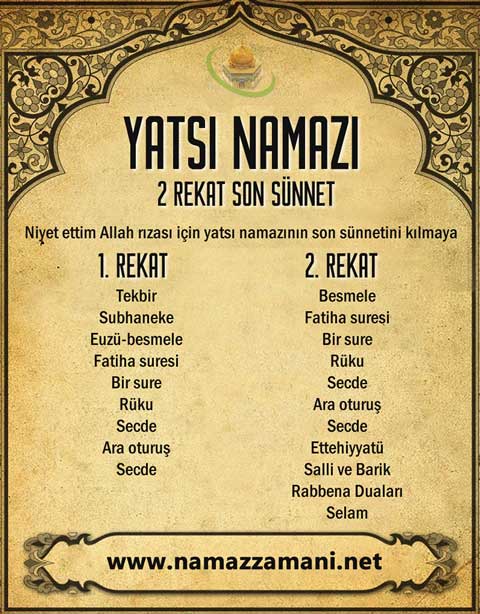 YATSI NAMAZI
2 REKAT SON SÜNNET
Niyet ettim Allah rızası için yatsı namazının son sünnetini kılmaya
1. REKAT
Tekbir
Subhaneke
Euzü-besmele
Fatiha suresi
Bir sure
Rüku
Secde
Ara oturuş
Secde
2. REKAT
Besmele
Fatiha suresi
Bir sure
Rüku
Secde
Ara oturuş
Secde
Ettehiyyatü
Salli ve Barik
Rabbena Duaları
Selam
www.namazzamani.net